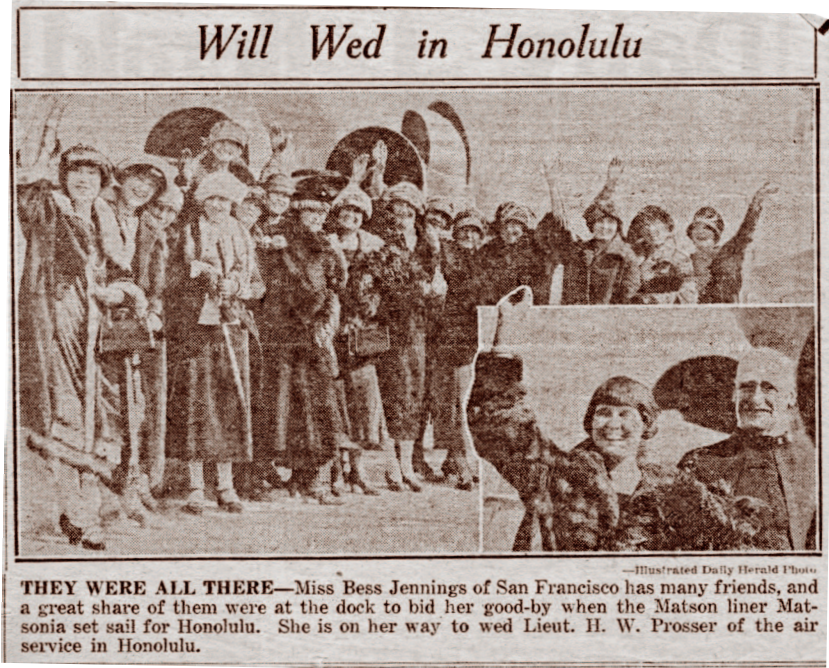 Will Wed in Honolulu
—Illustrated Daily Herald Photo
THEY WERE ALL THERE—Miss Bess Jennings of San Francisco has many friends, and
a great share of them were at the dock to bid her good-by when the Matson liner Mat-
sonia set sail for Honolulu. She is on her way to wed Lieut. H. W. Prosser of the air
service in Honolulu.